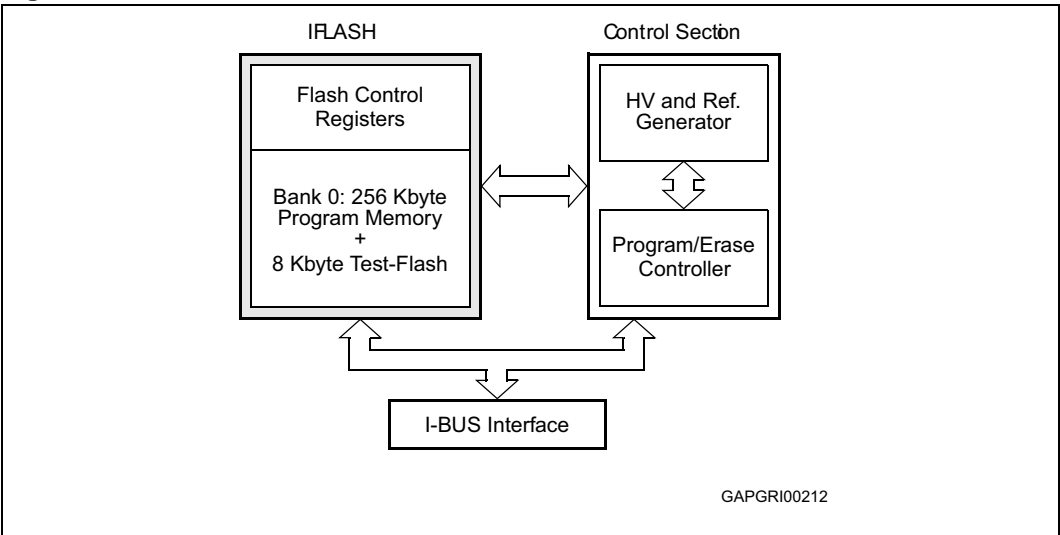 IFLASH
Control Section
Flash Control
Registers
Bank 0: 256 Kbyte
Program Memory
+
8 Kbyte Test-Flash
HV and Ref.
Generator
Program/Erase
Controller
I-BUS Interface
GAPGRI00212